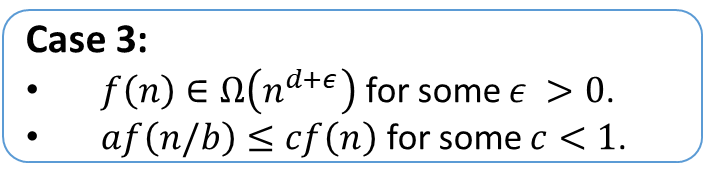 Case 3:
• f(n) ∈ Ω(n^{d+ϵ}) for some ϵ > 0.
• af(n/b) ≤ cf(n) for some c < 1.